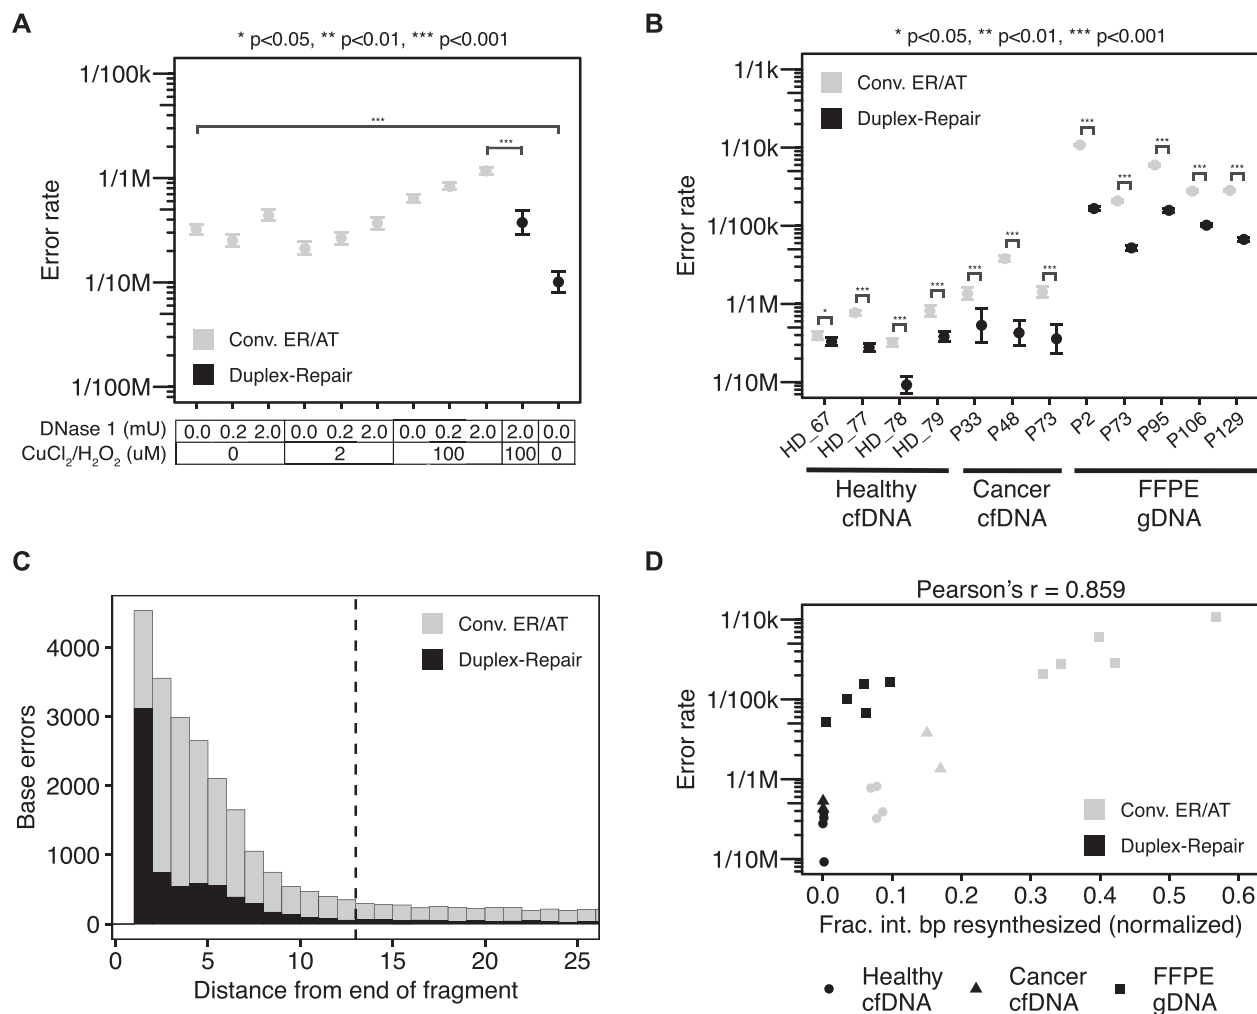 A
* p<0.05, ** p<0.01, *** p<0.001
1/100k
1/1M
1/10M
1/100M
Error rate
***
***
Conv. ER/AT
Duplex-Repair
DNase 1 (mU) 0.0 0.2 2.0 0.0 0.2 2.0 0.0 0.2 2.0 2.0 0.0
CuCl2/H2O2 (uM) 0 2 100 100 0
B
* p<0.05, ** p<0.01, *** p<0.001
1/1k
1/10k
1/100k
1/1M
1/10M
Error rate
Conv. ER/AT
Duplex-Repair
* *** *** *** *** *** *** *** *** *** *** ***
HD_67 HD_77 HD_78 HD_79 P33 P48 P73 P2 P73 P95 P106 P129
Healthy cfDNA
Cancer cfDNA
FFPE gDNA
C
4000
3000
2000
1000
0
Base errors
Conv. ER/AT
Duplex-Repair
0 5 10 15 20 25
Distance from end of fragment
D
Pearson's r = 0.859
1/10k
1/100k
1/1M
1/10M
Error rate
Conv. ER/AT
Duplex-Repair
0.0 0.1 0.2 0.3 0.4 0.5 0.6
Frac. int. bp resynthesized (normalized)
Healthy cfDNA
Cancer cfDNA
FFPE gDNA